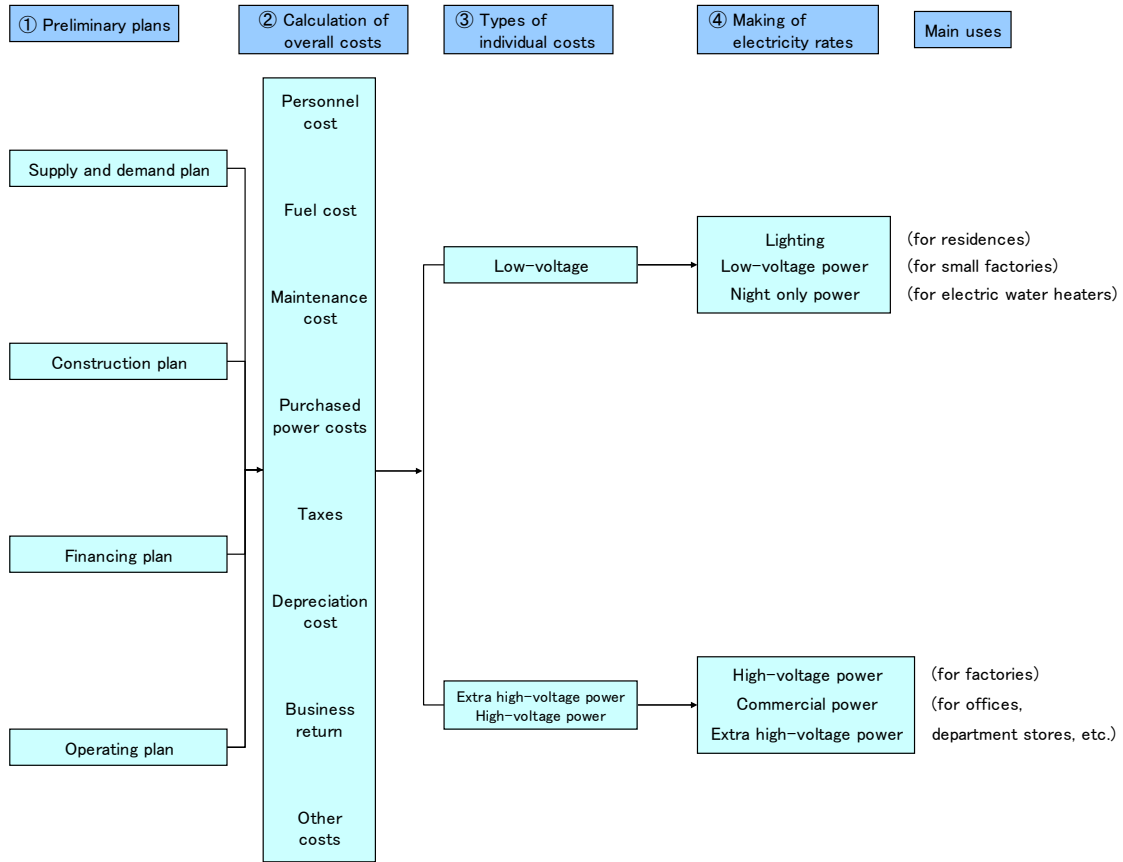 ① Preliminary plans
② Calculation of
overall costs
③ Types of
individual costs
④ Making of
electricity rates
Main uses
Supply and demand plan
Construction plan
Financing plan
Operating plan
Personnel
cost
Fuel cost
Maintenance
cost
Purchased
power costs
Taxes
Depreciation
cost
Business
return
Other
costs
Low-voltage
Extra high-voltage power
High-voltage power
Lighting
Low-voltage power
Night only power
(for residences)
(for small factories)
(for electric water heaters)
High-voltage power
Commercial power
Extra high-voltage power
(for factories)
(for offices,
department stores, etc.)